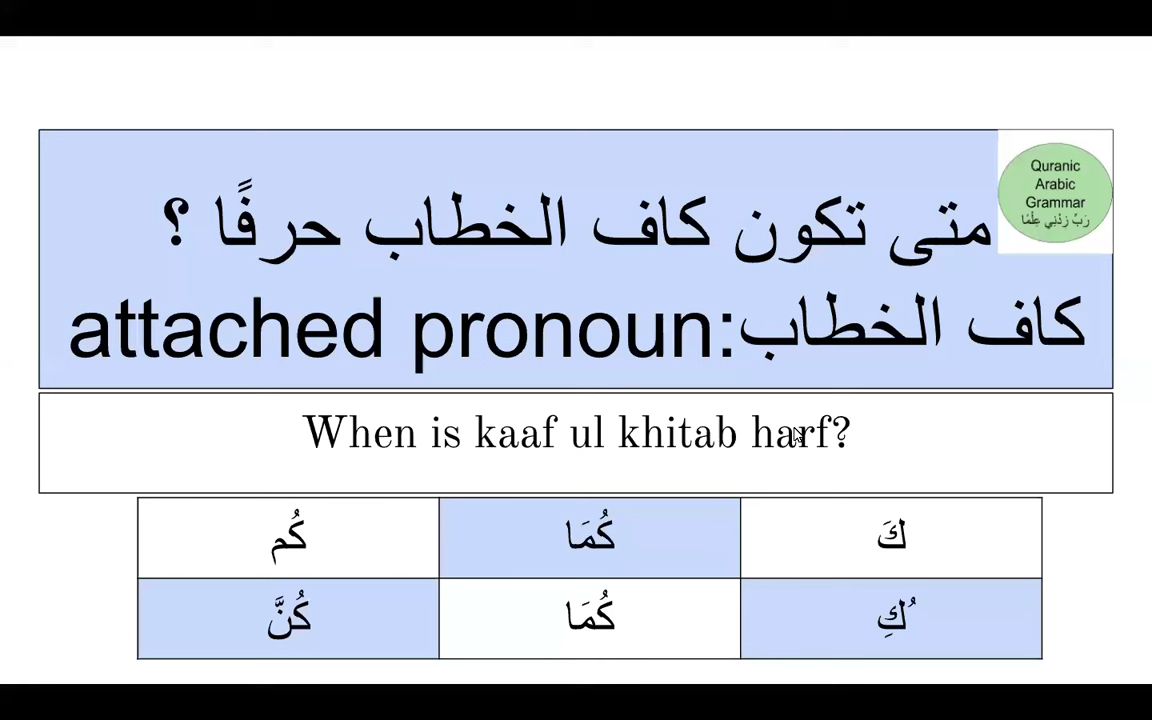 Quranic
Arabic
Grammar
رَبِّ زِدْنِي عِلْمًا
متى تكون كاف الخطاب حرفًا ؟
كاف الخطاب:attached pronoun
When is kaaf ul khitab harf?
كَ كُمَا كُم
ُكِ كُمَا كُنَّ